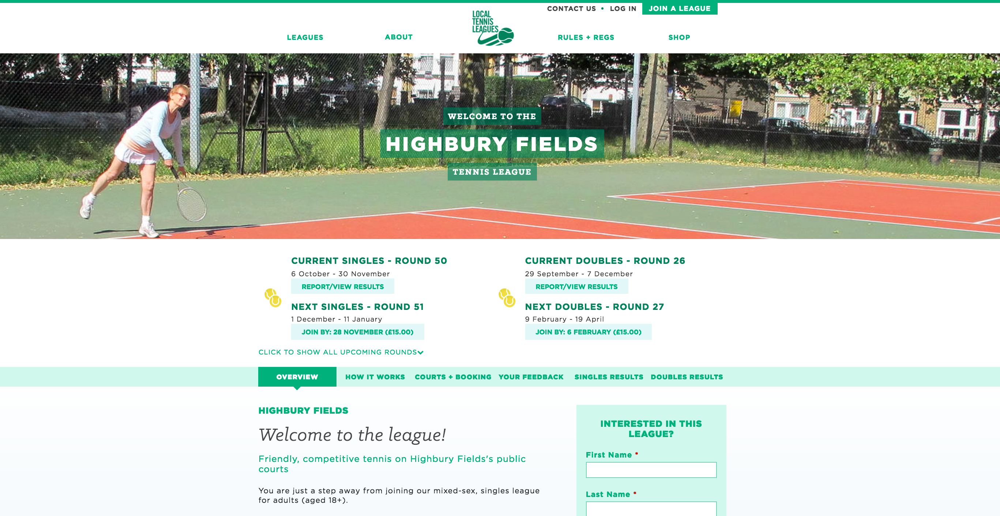 CONTACT US • LOG IN JOIN A LEAGUE
LOCAL
TENNIS
LEAGUES
LEAGUES ABOUT RULES + REGS SHOP
WELCOME TO THE
HIGHBURY FIELDS
TENNIS LEAGUE
CURRENT SINGLES - ROUND 50
6 October - 30 November
REPORT/VIEW RESULTS
NEXT SINGLES - ROUND 51
1 December - 11 January
JOIN BY: 28 NOVEMBER (£15.00)
CURRENT DOUBLES - ROUND 26
29 September - 7 December
REPORT/VIEW RESULTS
NEXT DOUBLES - ROUND 27
9 February - 19 April
JOIN BY: 6 FEBRUARY (£15.00)
CLICK TO SHOW ALL UPCOMING ROUNDS
OVERVIEW HOW IT WORKS COURTS + BOOKING YOUR FEEDBACK SINGLES RESULTS DOUBLES RESULTS
HIGHBURY FIELDS
Welcome to the league!
Friendly, competitive tennis on Highbury Fields's public
courts
You are just a step away from joining our mixed-sex, singles league
for adults (aged 18+).
INTERESTED IN THIS
LEAGUE?
First Name *
Last Name *